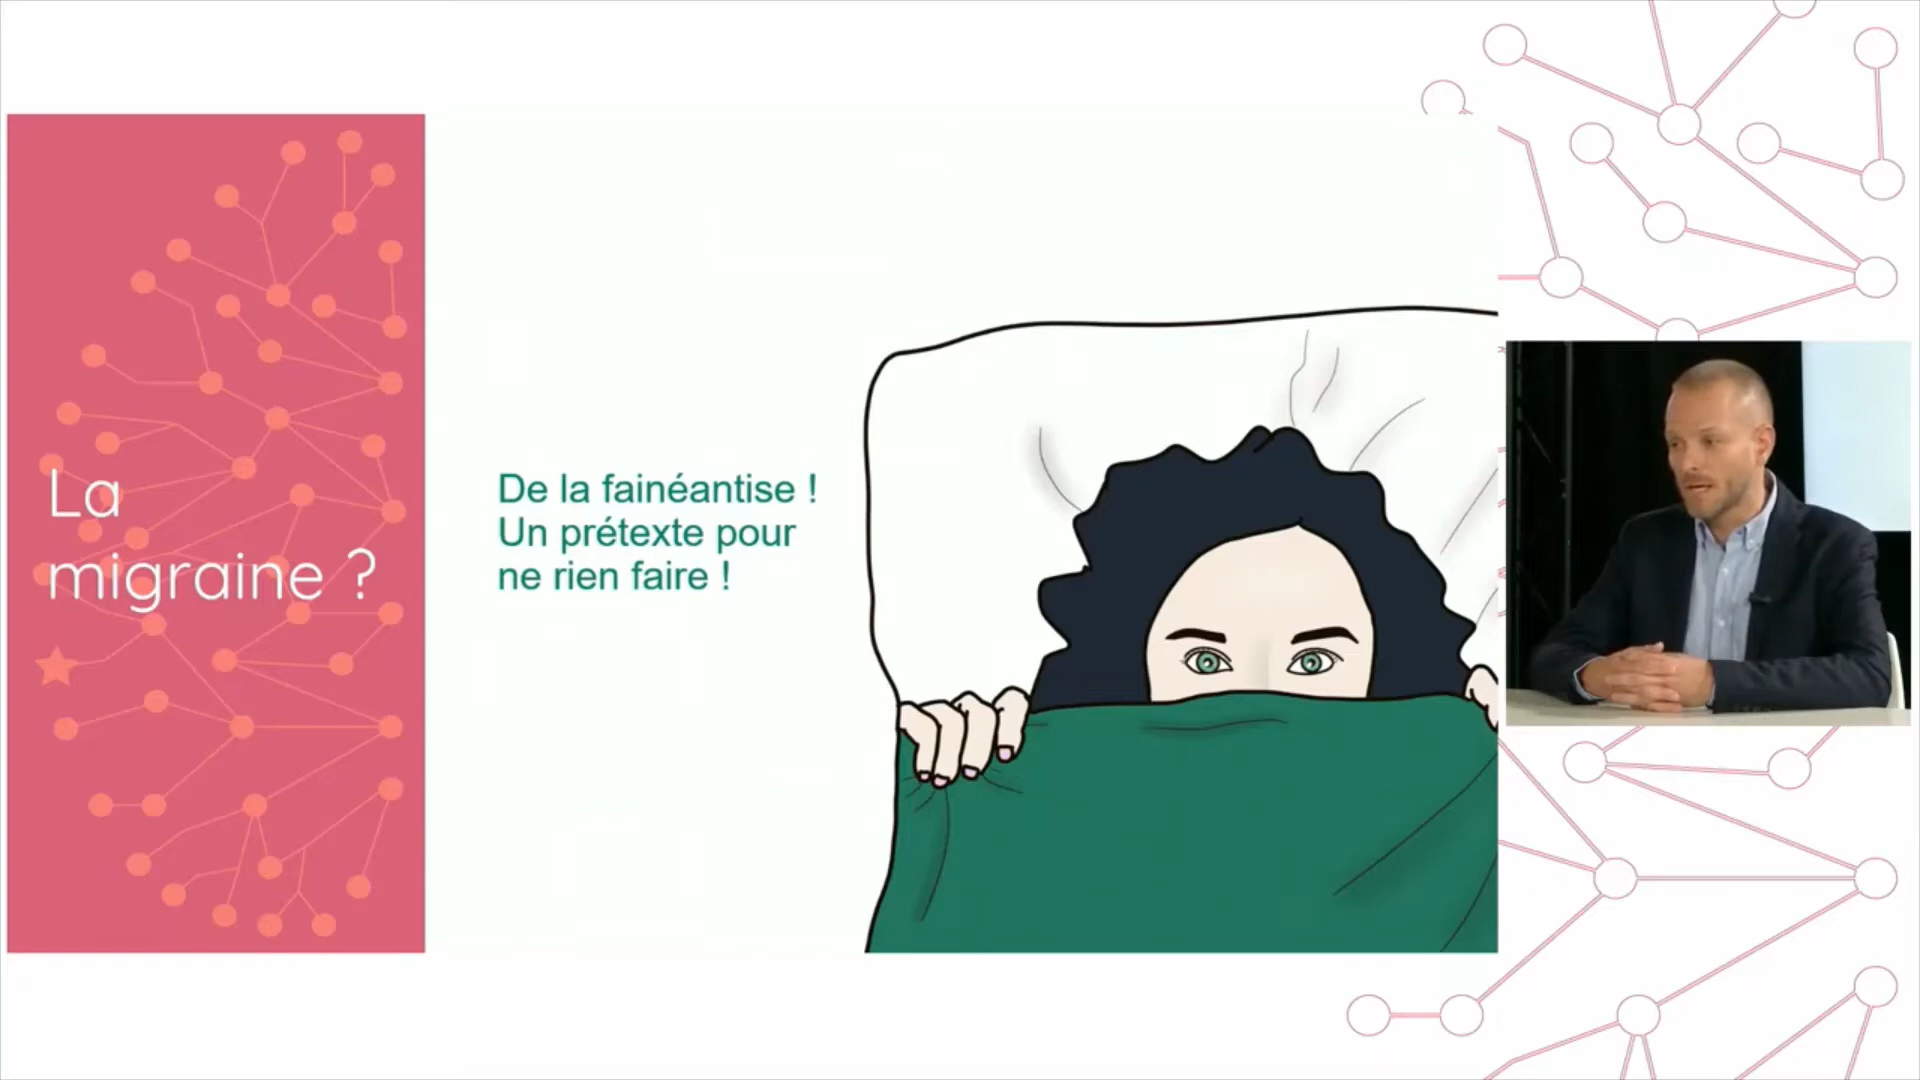 La
migraine ?
De la fainéantise !
Un prétexte pour
ne rien faire !